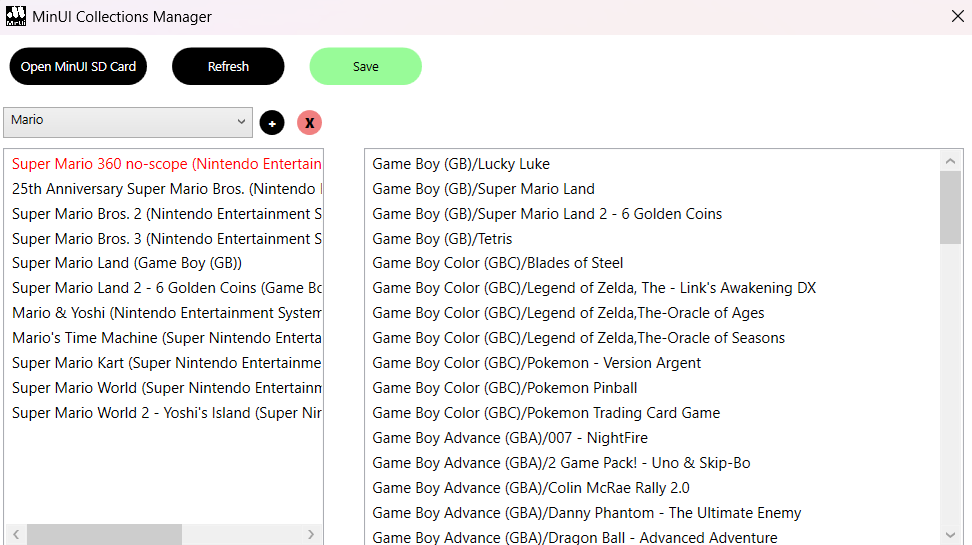 MinUI
MinUI Collections Manager
Open MinUI SD Card
Refresh
Save
Mario
+
X
Super Mario 360 no-scope (Nintendo Entertain
25th Anniversary Super Mario Bros. (Nintendo
Super Mario Bros. 2 (Nintendo Entertainment S
Super Mario Bros. 3 (Nintendo Entertainment S
Super Mario Land (Game Boy (GB))
Super Mario Land 2 - 6 Golden Coins (Game Bo
Mario & Yoshi (Nintendo Entertainment System
Mario's Time Machine (Super Nintendo Enterta
Super Mario Kart (Super Nintendo Entertainme
Super Mario World (Super Nintendo Entertainm
Super Mario World 2 - Yoshi's Island (Super Nin
Game Boy (GB)/Lucky Luke
Game Boy (GB)/Super Mario Land
Game Boy (GB)/Super Mario Land 2 - 6 Golden Coins
Game Boy (GB)/Tetris
Game Boy Color (GBC)/Blades of Steel
Game Boy Color (GBC)/Legend of Zelda, The - Link's Awakening DX
Game Boy Color (GBC)/Legend of Zelda,The-Oracle of Ages
Game Boy Color (GBC)/Legend of Zelda,The-Oracle of Seasons
Game Boy Color (GBC)/Pokemon - Version Argent
Game Boy Color (GBC)/Pokemon Pinball
Game Boy Color (GBC)/Pokemon Trading Card Game
Game Boy Advance (GBA)/007 - NightFire
Game Boy Advance (GBA)/2 Game Pack! - Uno & Skip-Bo
Game Boy Advance (GBA)/Colin McRae Rally 2.0
Game Boy Advance (GBA)/Danny Phantom - The Ultimate Enemy
Game Boy Advance (GBA)/Dragon Ball - Advanced Adventure